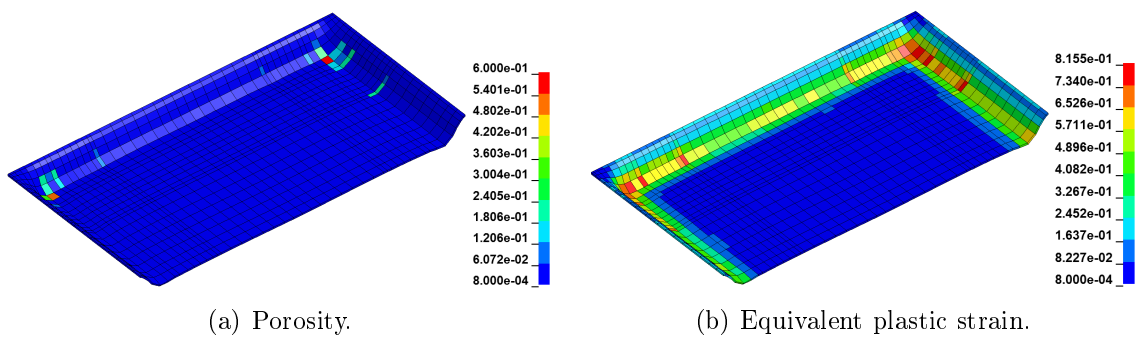 6.000e-01
5.401e-01
4.802e-01
4.202e-01
3.603e-01
3.004e-01
2.405e-01
1.806e-01
1.206e-01
6.072e-02
8.000e-04
(a) Porosity.
8.155e-01
7.340e-01
6.526e-01
5.711e-01
4.896e-01
4.082e-01
3.267e-01
2.452e-01
1.637e-01
8.227e-02
8.000e-04
(b) Equivalent plastic strain.